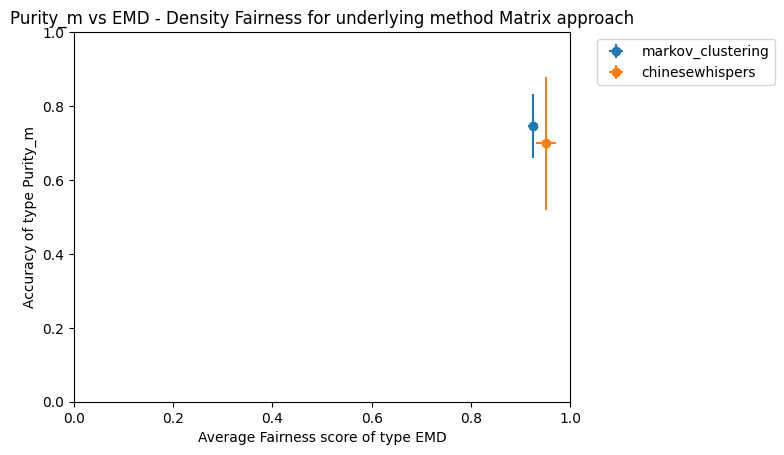 Purity_m vs EMD - Density Fairness for underlying method Matrix approach
markov_clustering
chinesewhispers
1.0
0.8
0.6
0.4
0.2
0.0
Accuracy of type Purity_m
0.0 0.2 0.4 0.6 0.8 1.0
Average Fairness score of type EMD